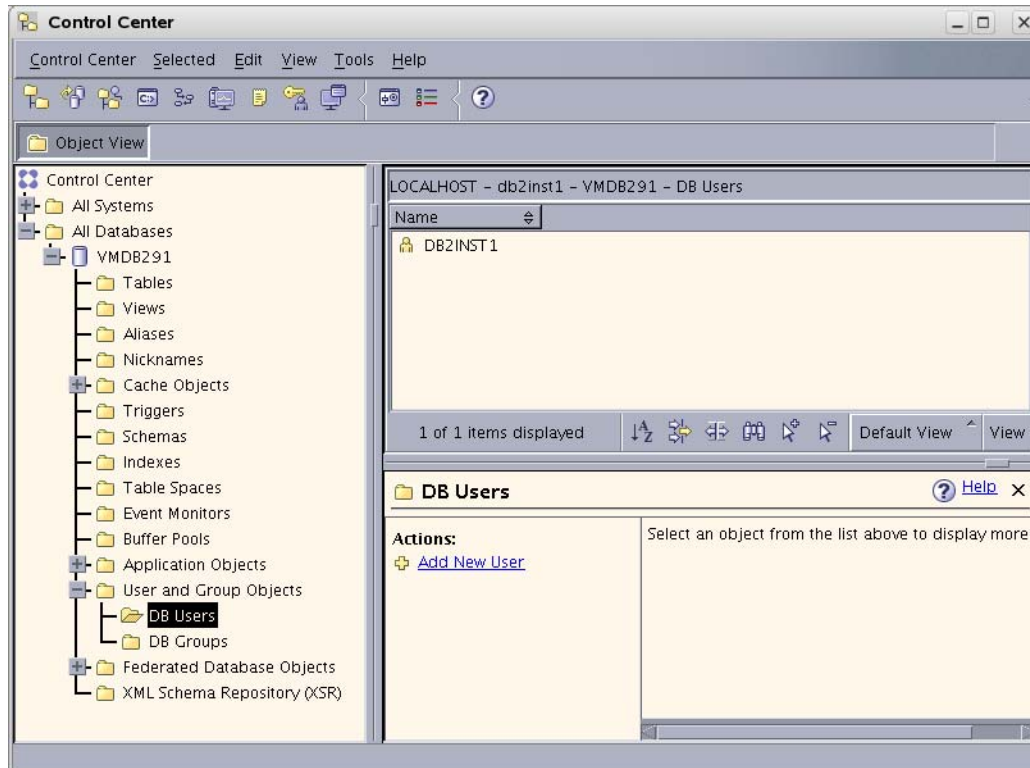 Control Center
Control Center Selected Edit View Tools Help
Object View
Control Center
All Systems
All Databases
VMDB291
Tables
Views
Aliases
Nicknames
Cache Objects
Triggers
Schemas
Indexes
Table Spaces
Event Monitors
Buffer Pools
Application Objects
User and Group Objects
DB Users
DB Groups
Federated Database Objects
XML Schema Repository (XSR)
LOCALHOST - db2inst1 - VMDB291 - DB Users
Name
DB2INST1
1 of 1 items displayed
Default View
View
DB Users
Help
Actions:
Add New User
Select an object from the list above to display more